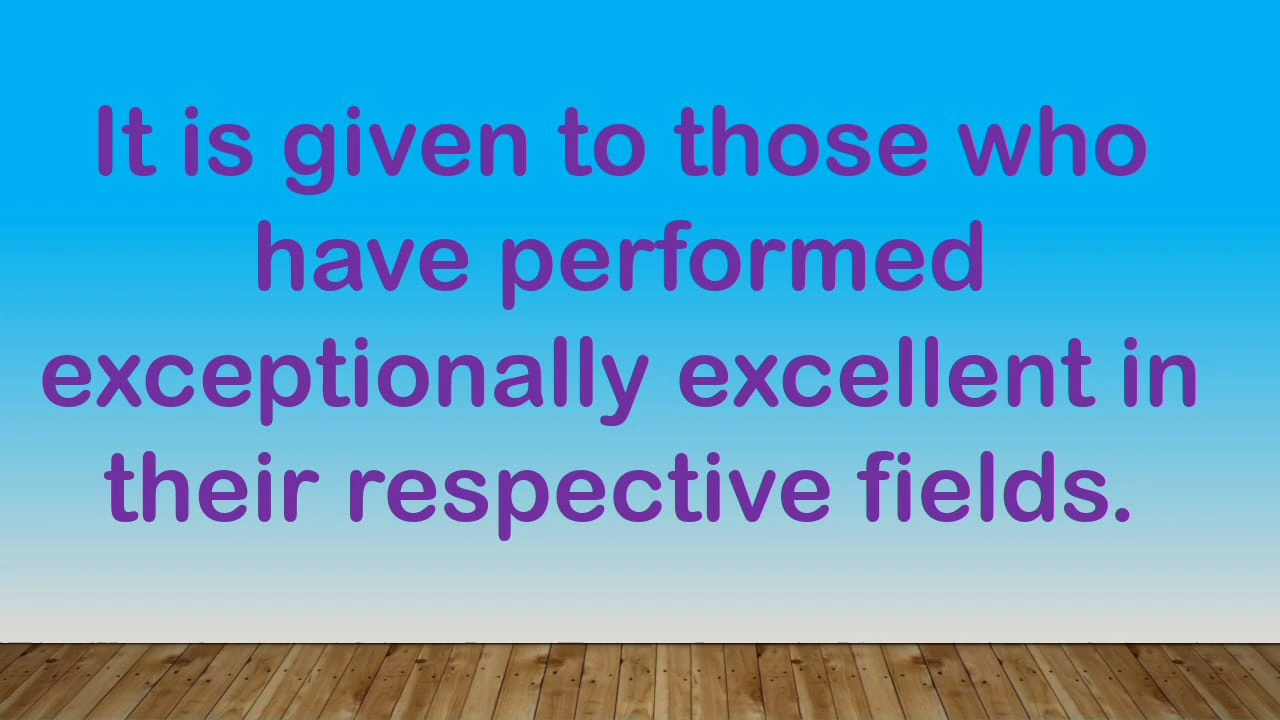 It is given to those who
have performed
exceptionally excellent in
their respective fields.